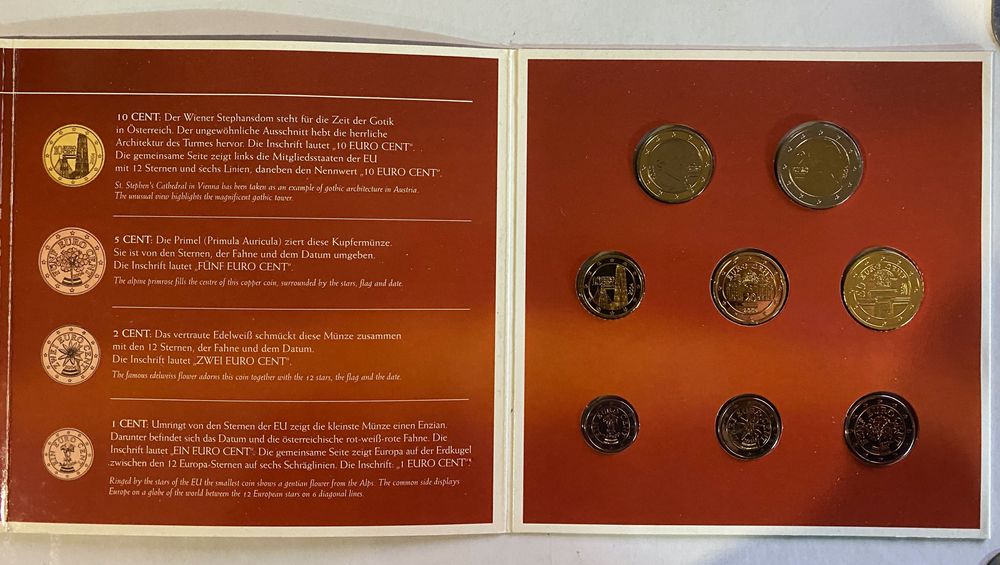 10 CENT: Der Wiener Stephansdom steht für die Zeit der Gotik
in Österreich. Der ungewöhnliche Ausschnitt hebt die herrliche
Architektur des Turmes hervor. Die Inschrift lautet „10 EURO CENT".
Die gemeinsame Seite zeigt links die Mitgliedsstaaten der EU
mit 12 Sternen und sechs Linien, daneben den Nennwert „10 EURO CENT".
St. Stephen's Cathedral in Vienna has been taken as an example of gothic architecture in Austria.
The unusual view highlights the magnificent gothic tower.
5 CENT: Die Primel (Primula Auricula) ziert diese Kupfermünze.
Sie ist von den Sternen, der Fahne und dem Datum umgeben.
Die Inschrift lautet „FÜNF EURO CENT".
The alpine primrose fills the centre of this copper coin, surrounded by the stars, flag and date.
2 CENT: Das vertraute Edelweiß schmückt diese Münze zusammen
mit den 12 Sternen, der Fahne und dem Datum.
Die Inschrift lautet „ZWEI EURO CENT".
The famous edelweiss flower adorns this coin together with the 12 stars, the flag and the date.
1 CENT: Umringt von den Sternen der EU zeigt die kleinste Münze einen Enzian.
Darunter befindet sich das Datum und die österreichische rot-weiß-rote Fahne. Die
Inschrift lautet „EIN EURO CENT". Die gemeinsame Seite zeigt Europa auf der Erdkugel
zwischen den 12 Europa-Sternen auf sechs Schräglinien. Die Inschrift: „1 EURO CENT".
Ringed by the stars of the EU the smallest coin shows a gentian flower from the Alps. The common side displays
Europe on a globe of the world between the 12 European stars on 6 diagonal lines.
EURO CENT
20
EURO CENT
50